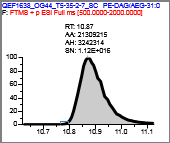 QEF1638_OG44_T5-35-2-7_SC PE-DAG/AEG-31:0
F: FTMS + p ESI Full ms [500.0000-2000.0000]
RT: 10.87
AA: 21309215
AH: 3242314
SN: 1.12E+016
100
80
60
40
20
0
10.7 10.8 10.9 11.0 11.1